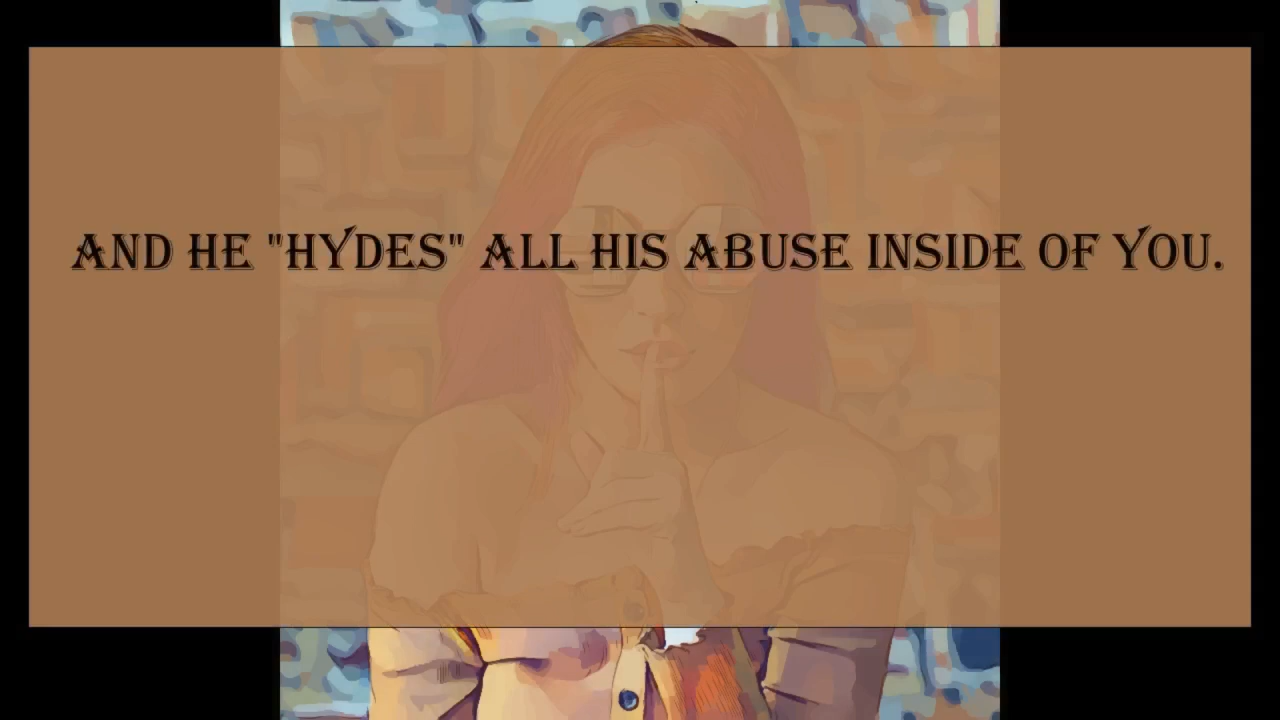 AND HE "HYDES" ALL HIS ABUSE INSIDE OF YOU.